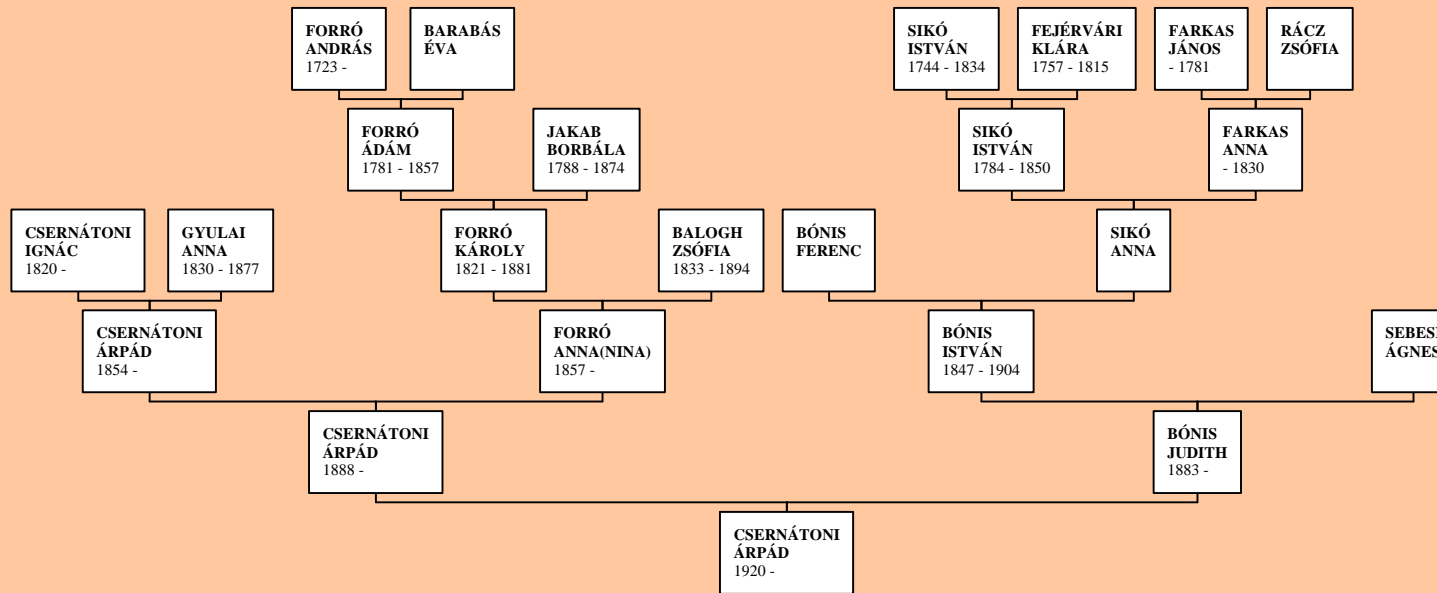 FORRÓ
ANDRÁS
1723 -
BARABÁS
ÉVA
SIKÓ
ISTVÁN
1744 - 1834
FEJÉRVÁRI
KLÁRA
1757 - 1815
FARKAS
JÁNOS
- 1781
RÁCZ
ZSÓFIA
FORRÓ
ÁDÁM
1781 - 1857
JAKAB
BORBÁLA
1788 - 1874
SIKÓ
ISTVÁN
1784 - 1850
FARKAS
ANNA
- 1830
CSERNÁTONI
IGNÁC
1820 -
GYULAI
ANNA
1830 - 1877
FORRÓ
KÁROLY
1821 - 1881
BALOGH
ZSÓFIA
1833 - 1894
BÓNIS
FERENC
SIKÓ
ANNA
CSERNÁTONI
ÁRPÁD
1854 -
FORRÓ
ANNA(NINA)
1857 -
BÓNIS
ISTVÁN
1847 - 1904
ÁGNES
CSERNÁTONI
ÁRPÁD
1888 -
BÓNIS
JUDITH
1883 -
CSERNÁTONI
ÁRPÁD
1920 -